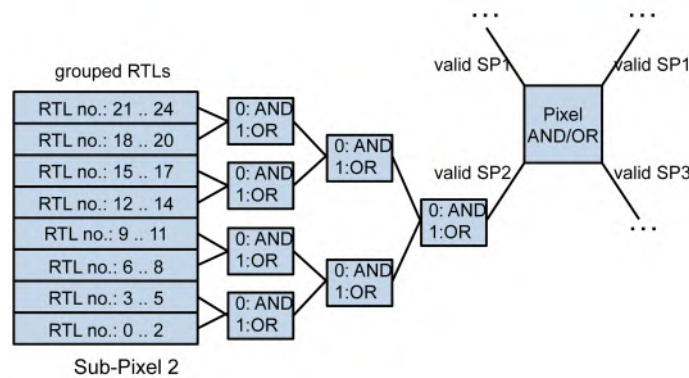 ...
...
valid SP1
valid SP1
grouped RTLs
RTL no.: 21 .. 24
RTL no.: 18 .. 20
RTL no.: 15 .. 17
RTL no.: 12 .. 14
RTL no.: 9 .. 11
RTL no.: 6 .. 8
RTL no.: 3 .. 5
RTL no.: 0 .. 2
Sub-Pixel 2
0: AND
1:OR
0: AND
1:OR
0: AND
1:OR
0: AND
1:OR
0: AND
1:OR
0: AND
1:OR
0: AND
1:OR
Pixel
AND/OR
valid SP2
valid SP3
...